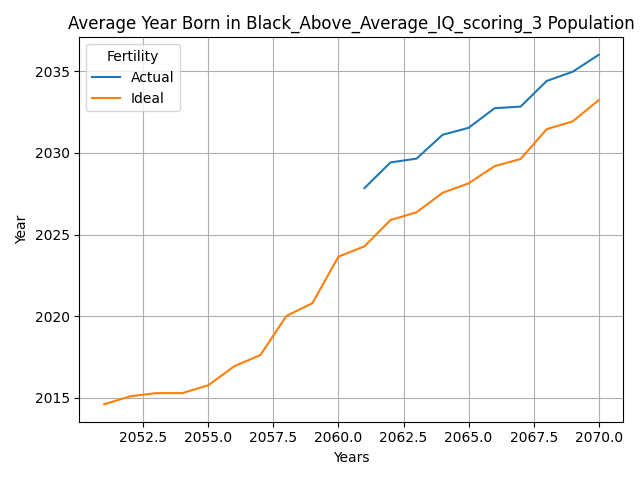 Average Year Born in Black_Above_Average_IQ_scoring_3 Population
Fertility
Actual
Ideal
2035
2030
2025
2020
2015
Year
2052.5 2055.0 2057.5 2060.0 2062.5 2065.0 2067.5 2070.0
Years